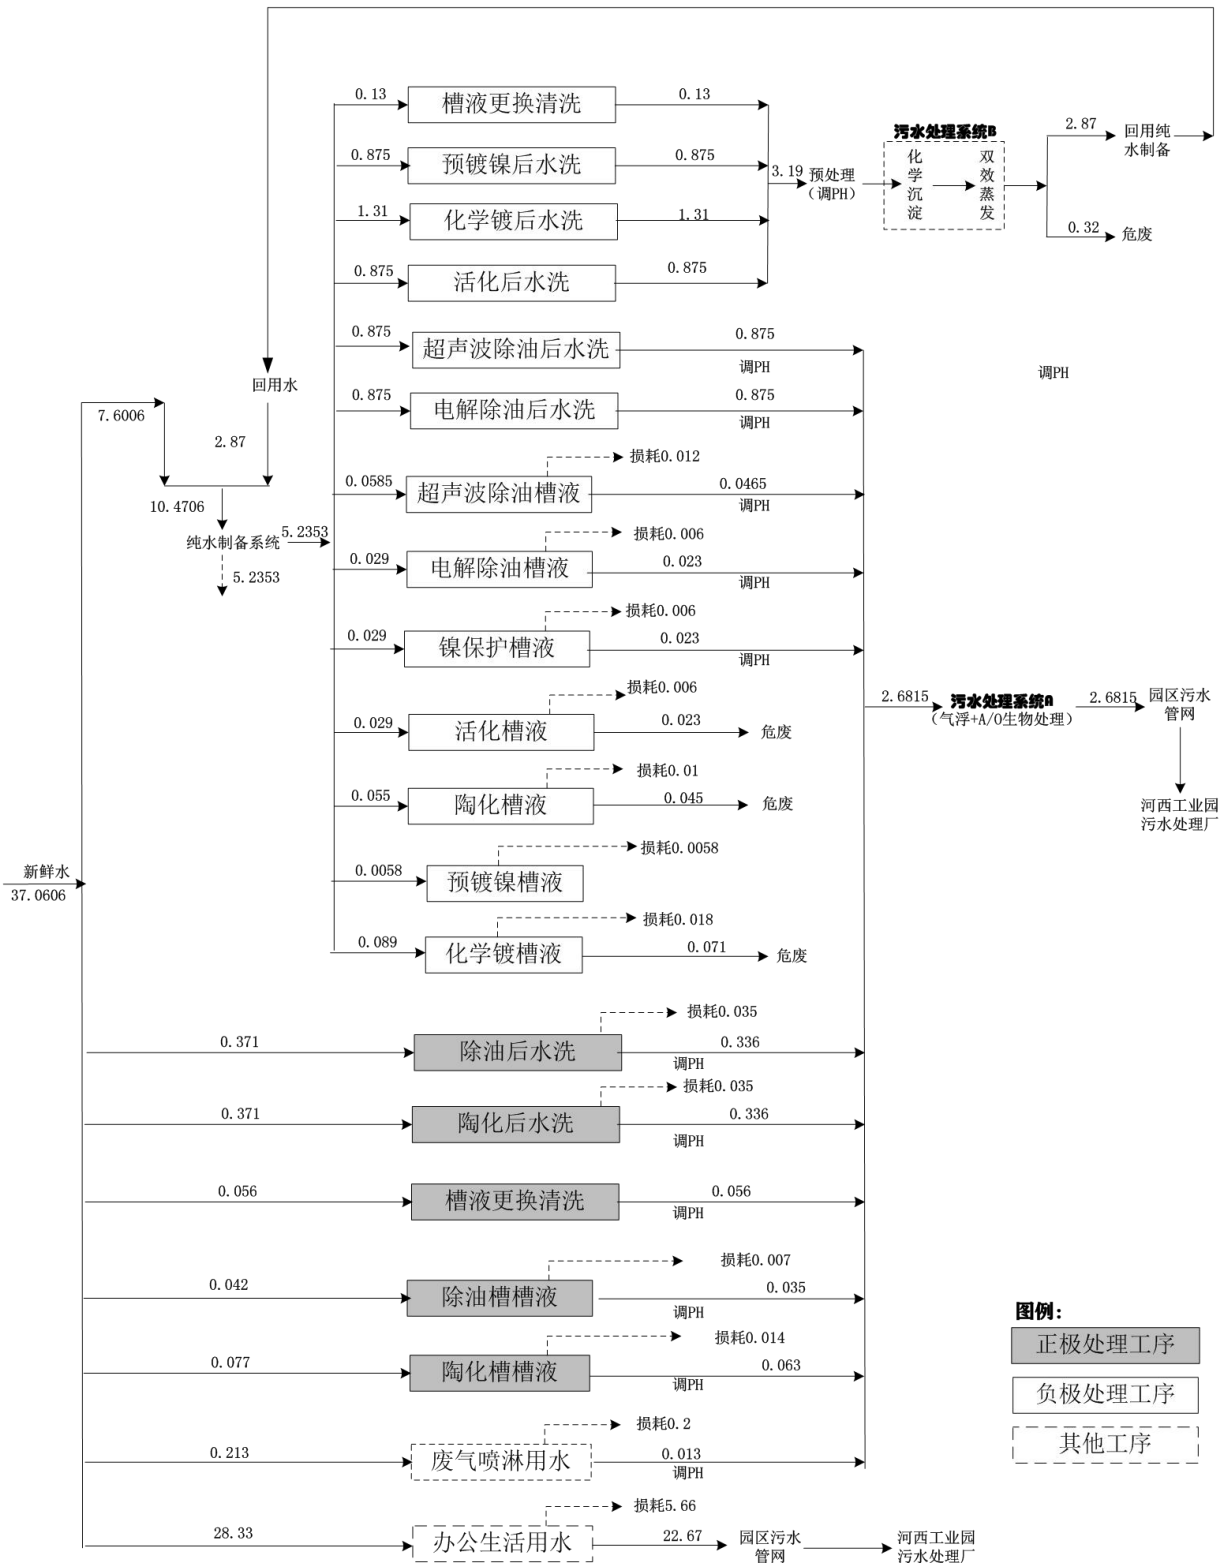 0.13 槽液更换清洗 0.13
0.875 预镀镍后水洗 0.875
1.31 化学镀后水洗 1.31
0.875 活化后水洗 0.875
3.19 预处理
（调PH）
污水处理系统B
化学沉淀
双效蒸发
2.87 回用纯
水制备
0.32 危废
0.875 超声波除油后水洗 0.875
调PH
调PH
0.875 电解除油后水洗 0.875
调PH
回用水
7.6006
2.87
10.4706
纯水制备系统 5.2353
5.2353
损耗0.012
0.0585 超声波除油槽液 0.0465
调PH
损耗0.006
0.029 电解除油槽液 0.023
调PH
损耗0.006
0.029 镍保护槽液 0.023
调PH
损耗0.006
0.029 活化槽液 0.023 危废
2.6815 污水处理系统A 2.6815 园区污水
管网
（气浮+A/O生物处理）
河西工业园
污水处理厂
损耗0.01
0.055 陶化槽液 0.045 危废
损耗0.0058
0.0058 预镀镍槽液
新鲜水
37.0606
损耗0.018
0.089 化学镀槽液 0.071 危废
损耗0.035
0.371 除油后水洗 0.336
调PH
损耗0.035
0.371 陶化后水洗 0.336
调PH
0.056 槽液更换清洗 0.056
调PH
损耗0.007
0.042 除油槽槽液 0.035
调PH
损耗0.014
0.077 陶化槽槽液 0.063
调PH
损耗0.2
0.213 废气喷淋用水 0.013
调PH
损耗5.66
28.33 办公生活用水 22.67 园区污水
管网
河西工业园
污水处理厂
图例：
正极处理工序
负极处理工序
其他工序